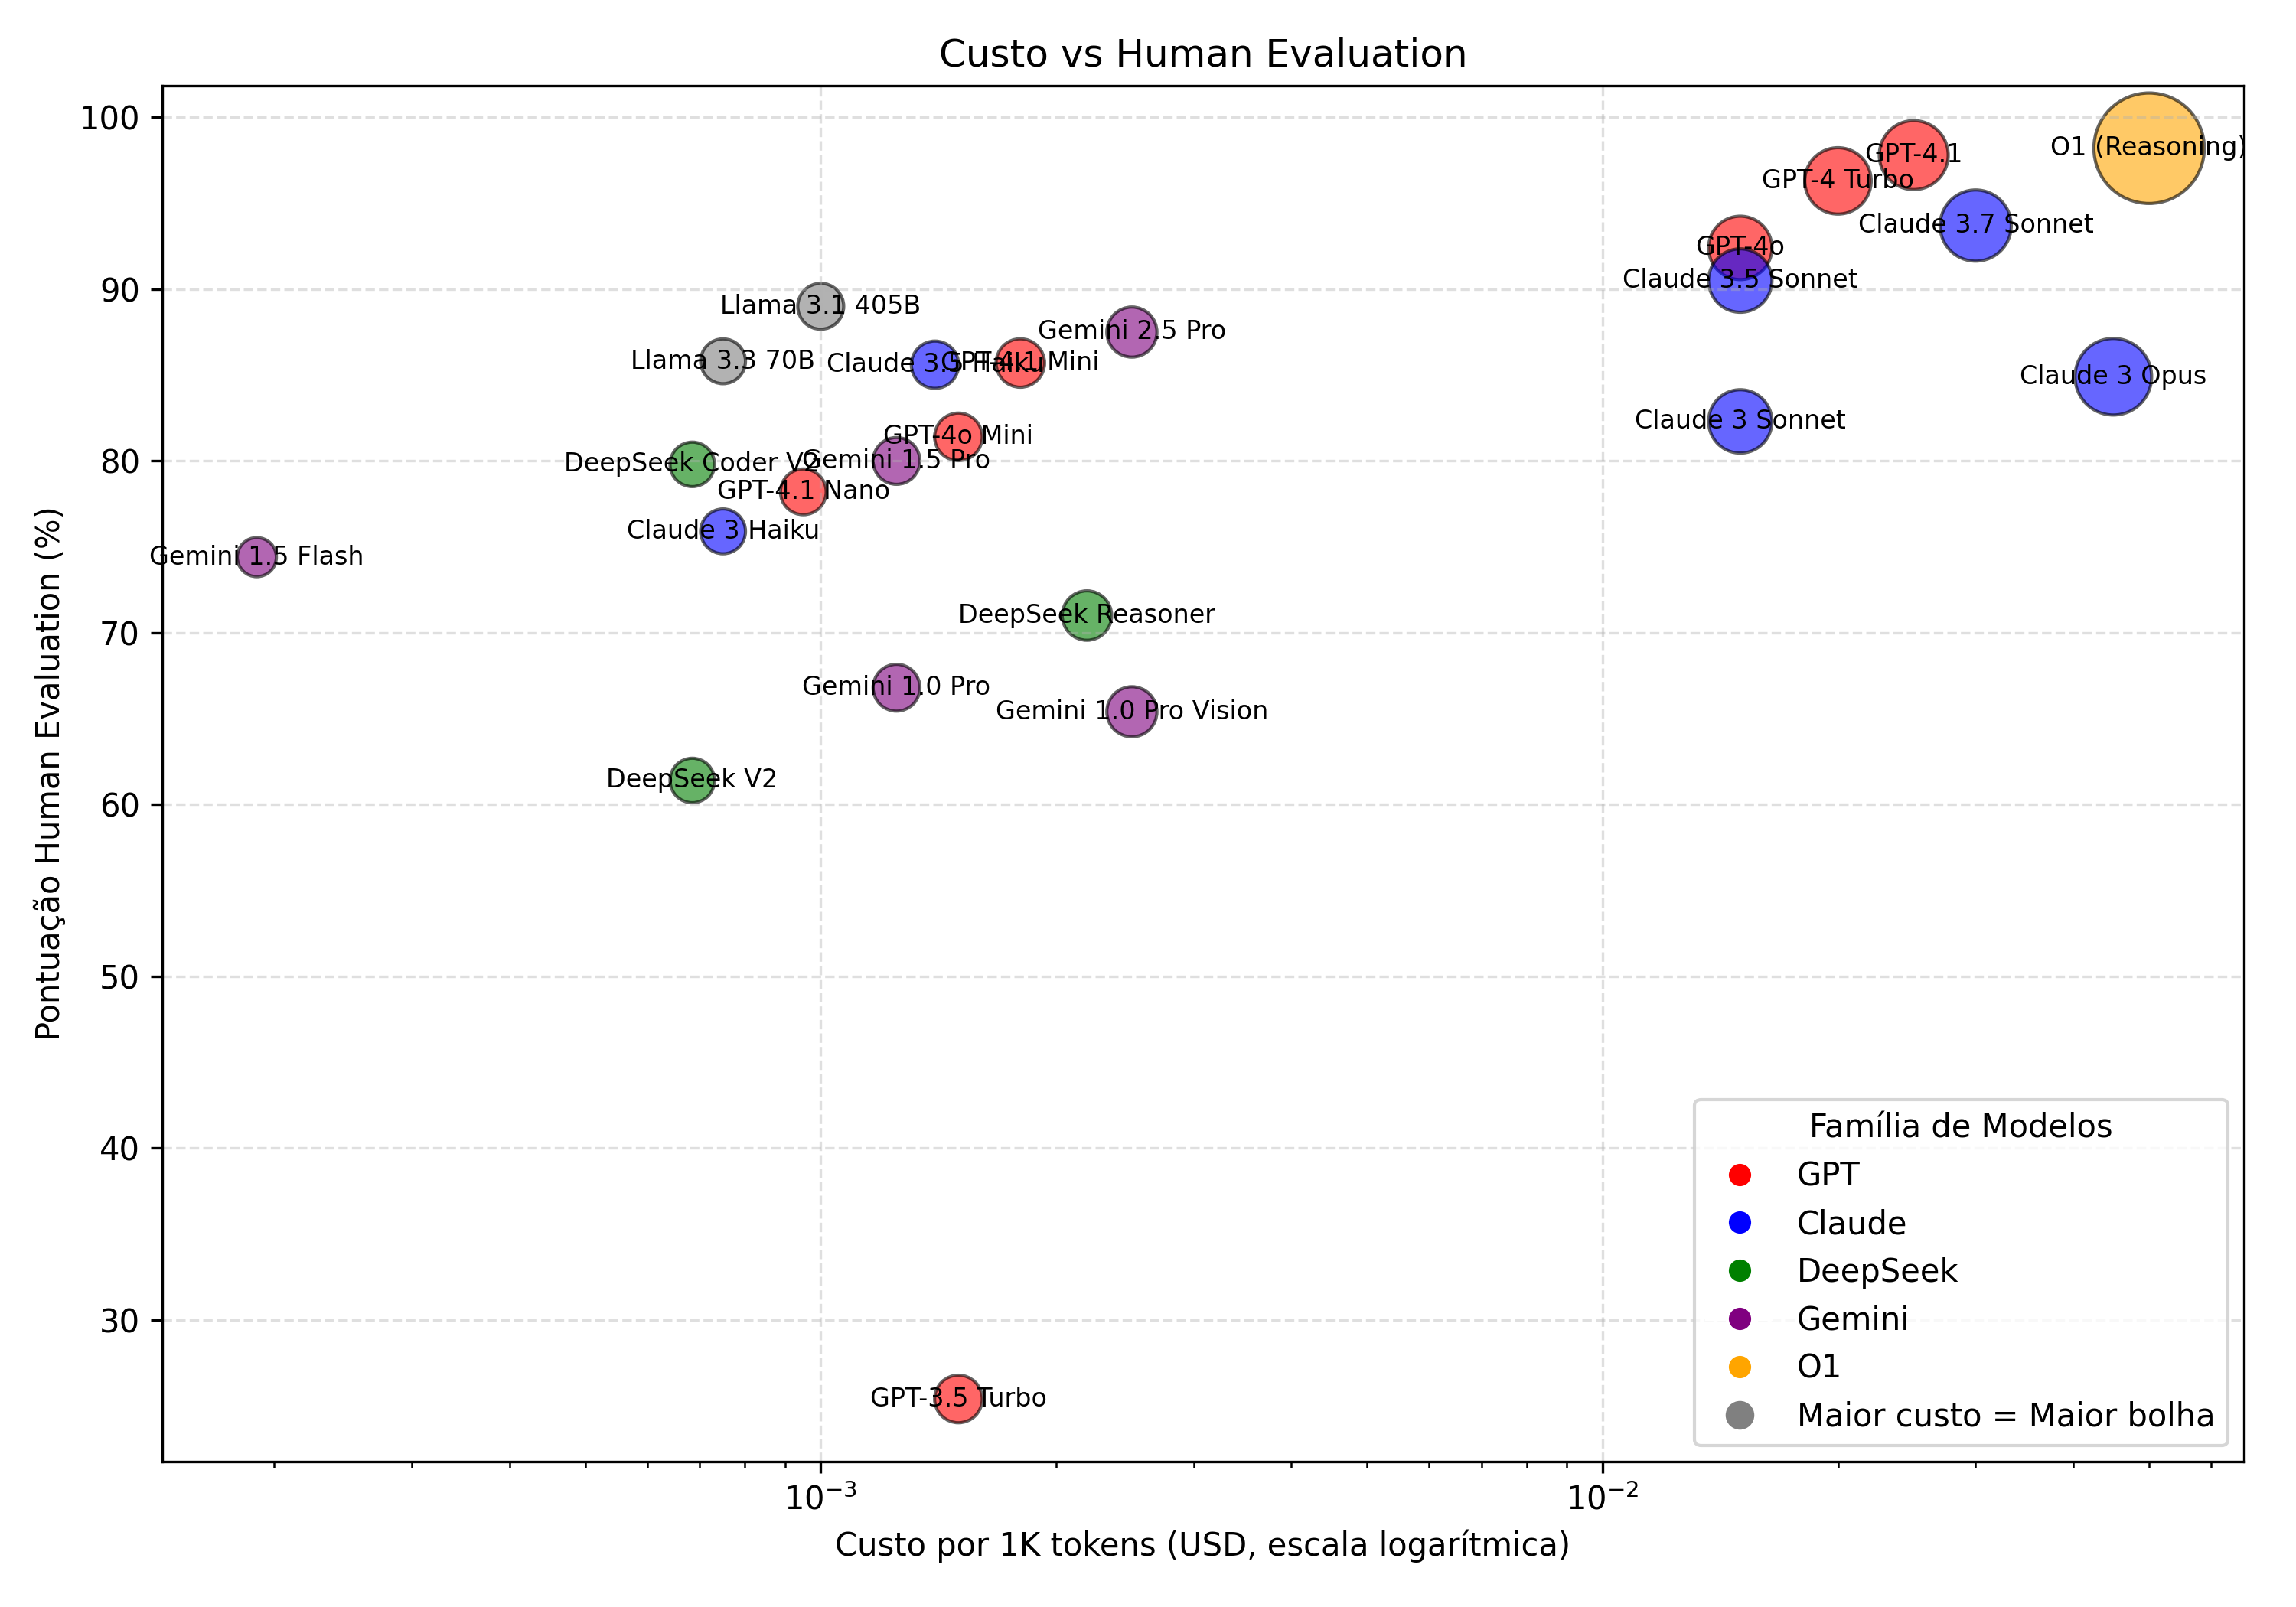 Custo vs Human Evaluation
100
90
80
70
60
50
40
30
Pontuação Human Evaluation (%)
O1 (Reasoning)
GPT-4.1
GPT-4 Turbo
Claude 3.7 Sonnet
GPT-4o
Claude 3.5 Sonnet
Llama 3.1 405B
Gemini 2.5 Pro
Llama 3.3 70B
Claude 3.5 Haiku
GPT-4.1 Mini
Claude 3 Opus
Claude 3 Sonnet
GPT-4o Mini
DeepSeek Coder V2
Gemini 1.5 Pro
GPT-4.1 Nano
Claude 3 Haiku
Gemini 1.5 Flash
DeepSeek Reasoner
Gemini 1.0 Pro
Gemini 1.0 Pro Vision
DeepSeek V2
GPT-3.5 Turbo
Família de Modelos
GPT
Claude
DeepSeek
Gemini
O1
Maior custo = Maior bolha
10⁻³
10⁻²
Custo por 1K tokens (USD, escala logarítmica)